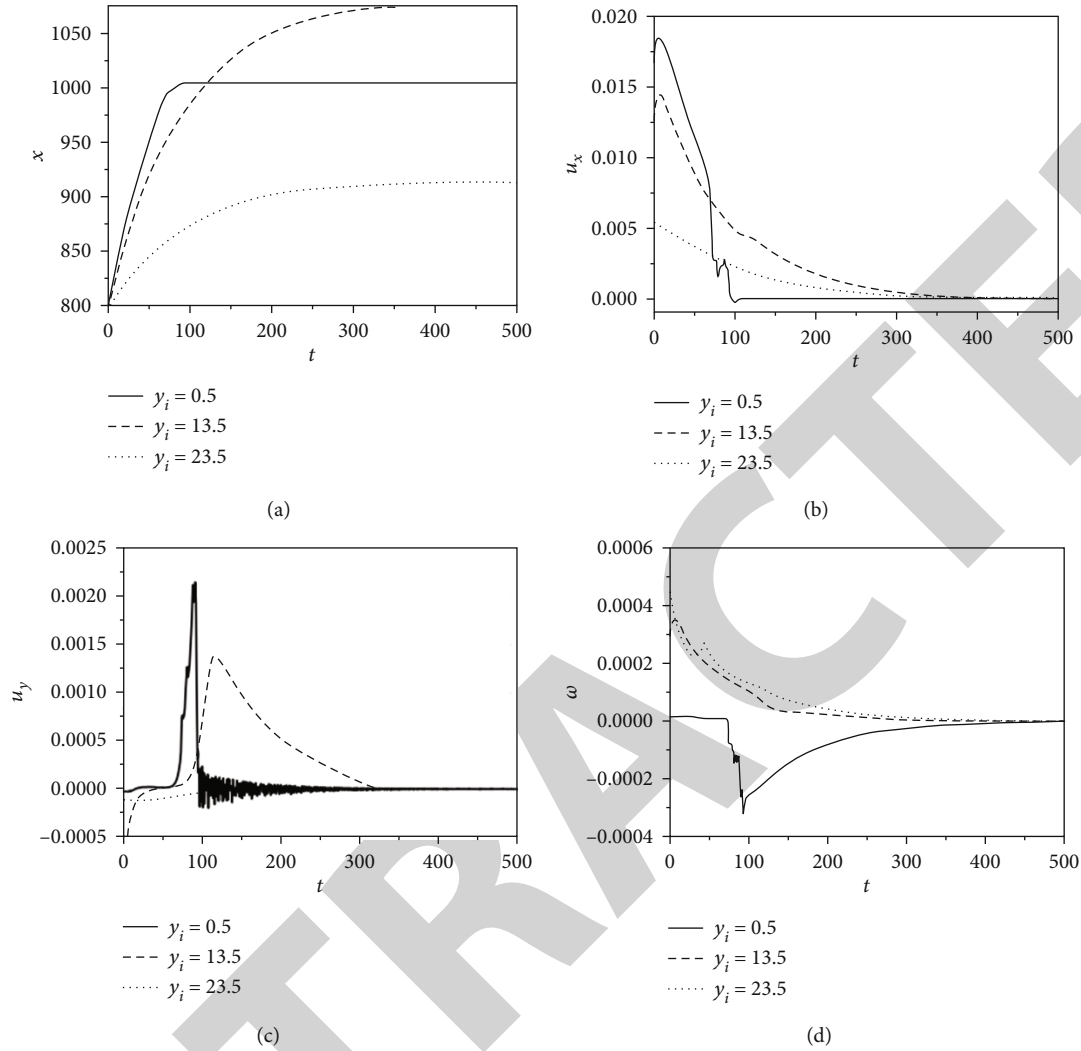 1075
1050
1000
950
900
850
800
x
0 100 200 300 400 500
t
y_i = 0.5
y_i = 13.5
y_i = 23.5
(a)
0.020
0.015
0.010
0.005
0.000
u_x
0 100 200 300 400 500
t
y_i = 0.5
y_i = 13.5
y_i = 23.5
(b)
0.0025
0.0020
0.0015
0.0010
0.0005
0.0000
–0.0005
u_y
0 100 200 300 400 500
t
y_i = 0.5
y_i = 13.5
y_i = 23.5
(c)
0.0006
0.0004
0.0002
0.0000
–0.0002
–0.0004
ω
0 100 200 300 400 500
t
y_i = 0.5
y_i = 13.5
y_i = 23.5
(d)
TRACTE